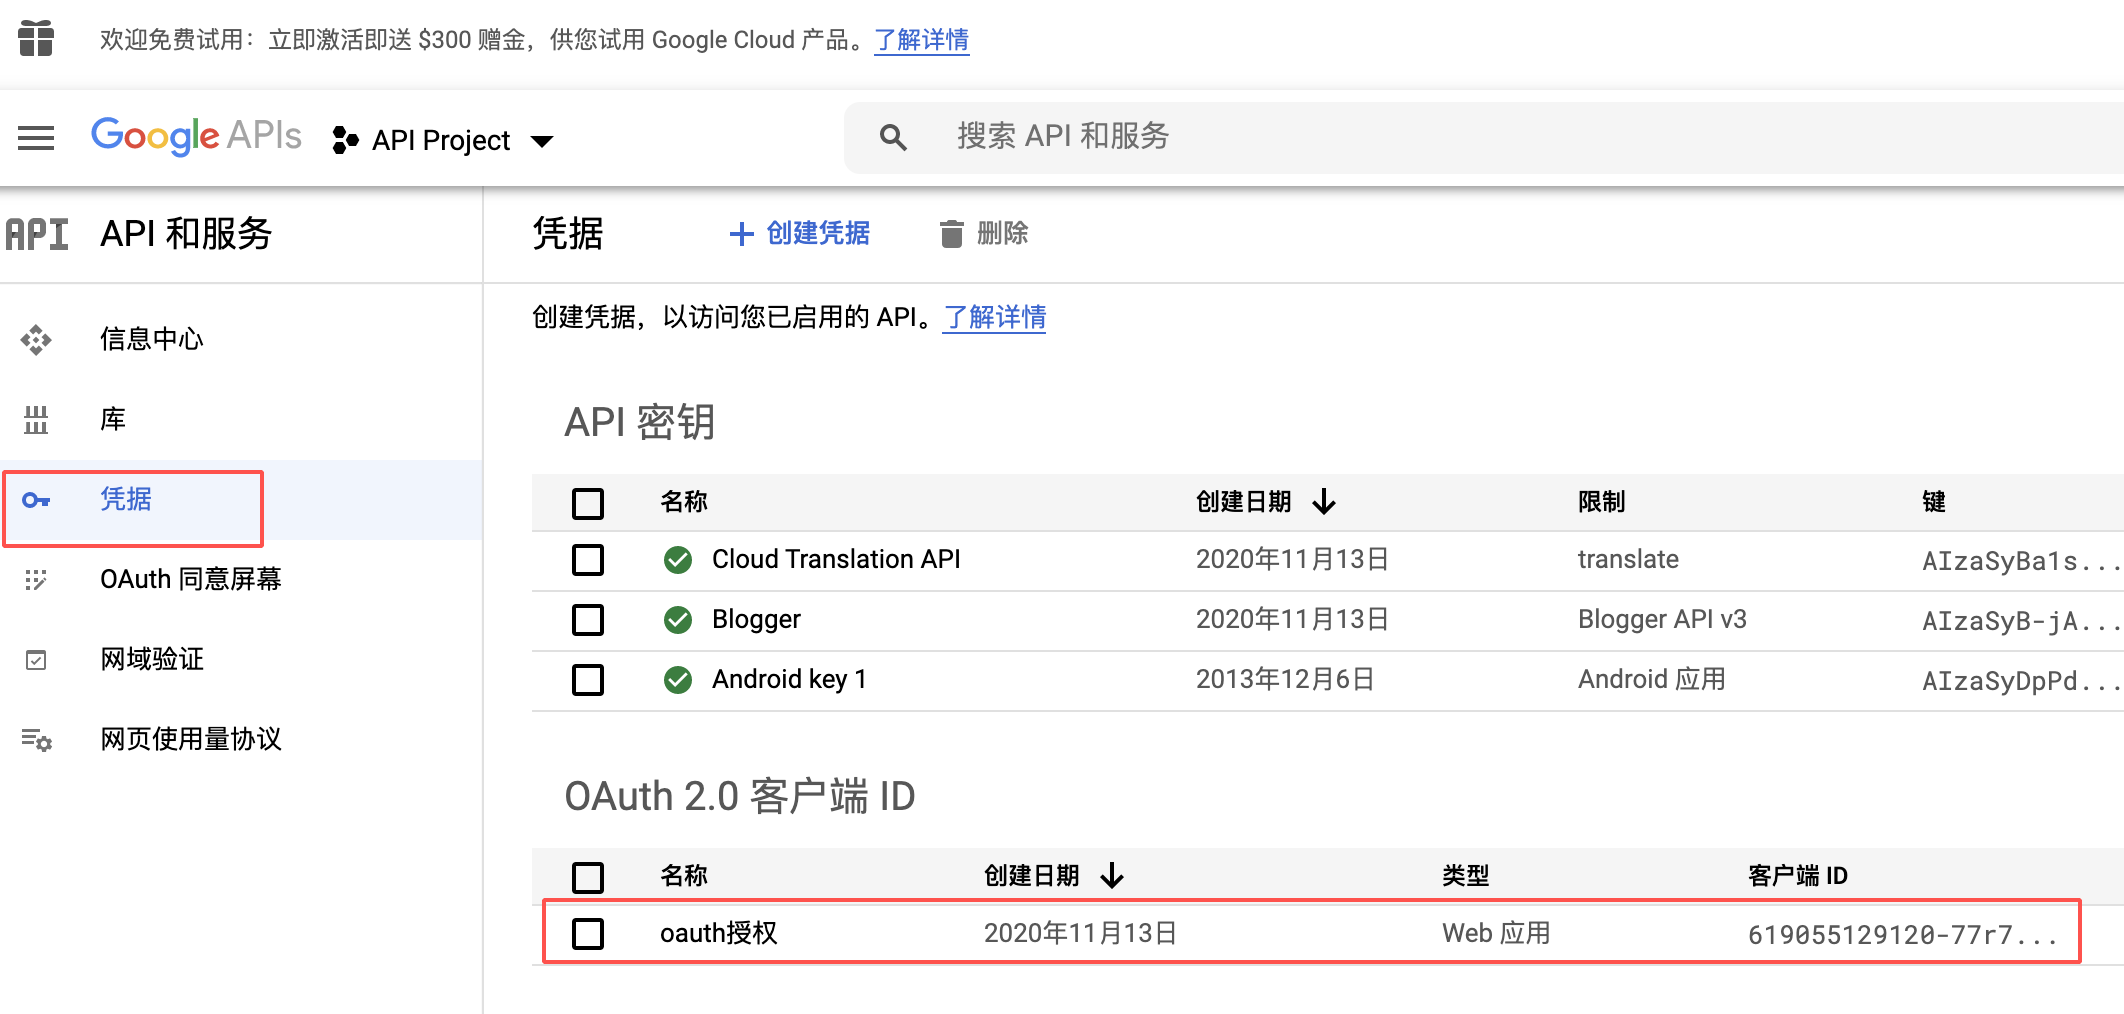 欢迎免费试用：立即激活即送 $300 赠金，供您试用 Google Cloud 产品。 了解详情
Google APIs API Project 搜索 API 和服务
API API 和服务
凭据 创建凭据 删除
信息中心
库
凭据
OAuth 同意屏幕
网域验证
网页使用量协议
创建凭据，以访问您已启用的 API。 了解详情
API 密钥
名称 创建日期 限制 键
Cloud Translation API 2020年11月13日 translate AIzaSyBa1s...
Blogger 2020年11月13日 Blogger API v3 AIzaSyB-jA...
Android key 1 2013年12月6日 Android 应用 AIzaSyDpPd...
OAuth 2.0 客户端 ID
名称 创建日期 类型 客户端 ID
oauth授权 2020年11月13日 Web 应用 619055129120-77r7...